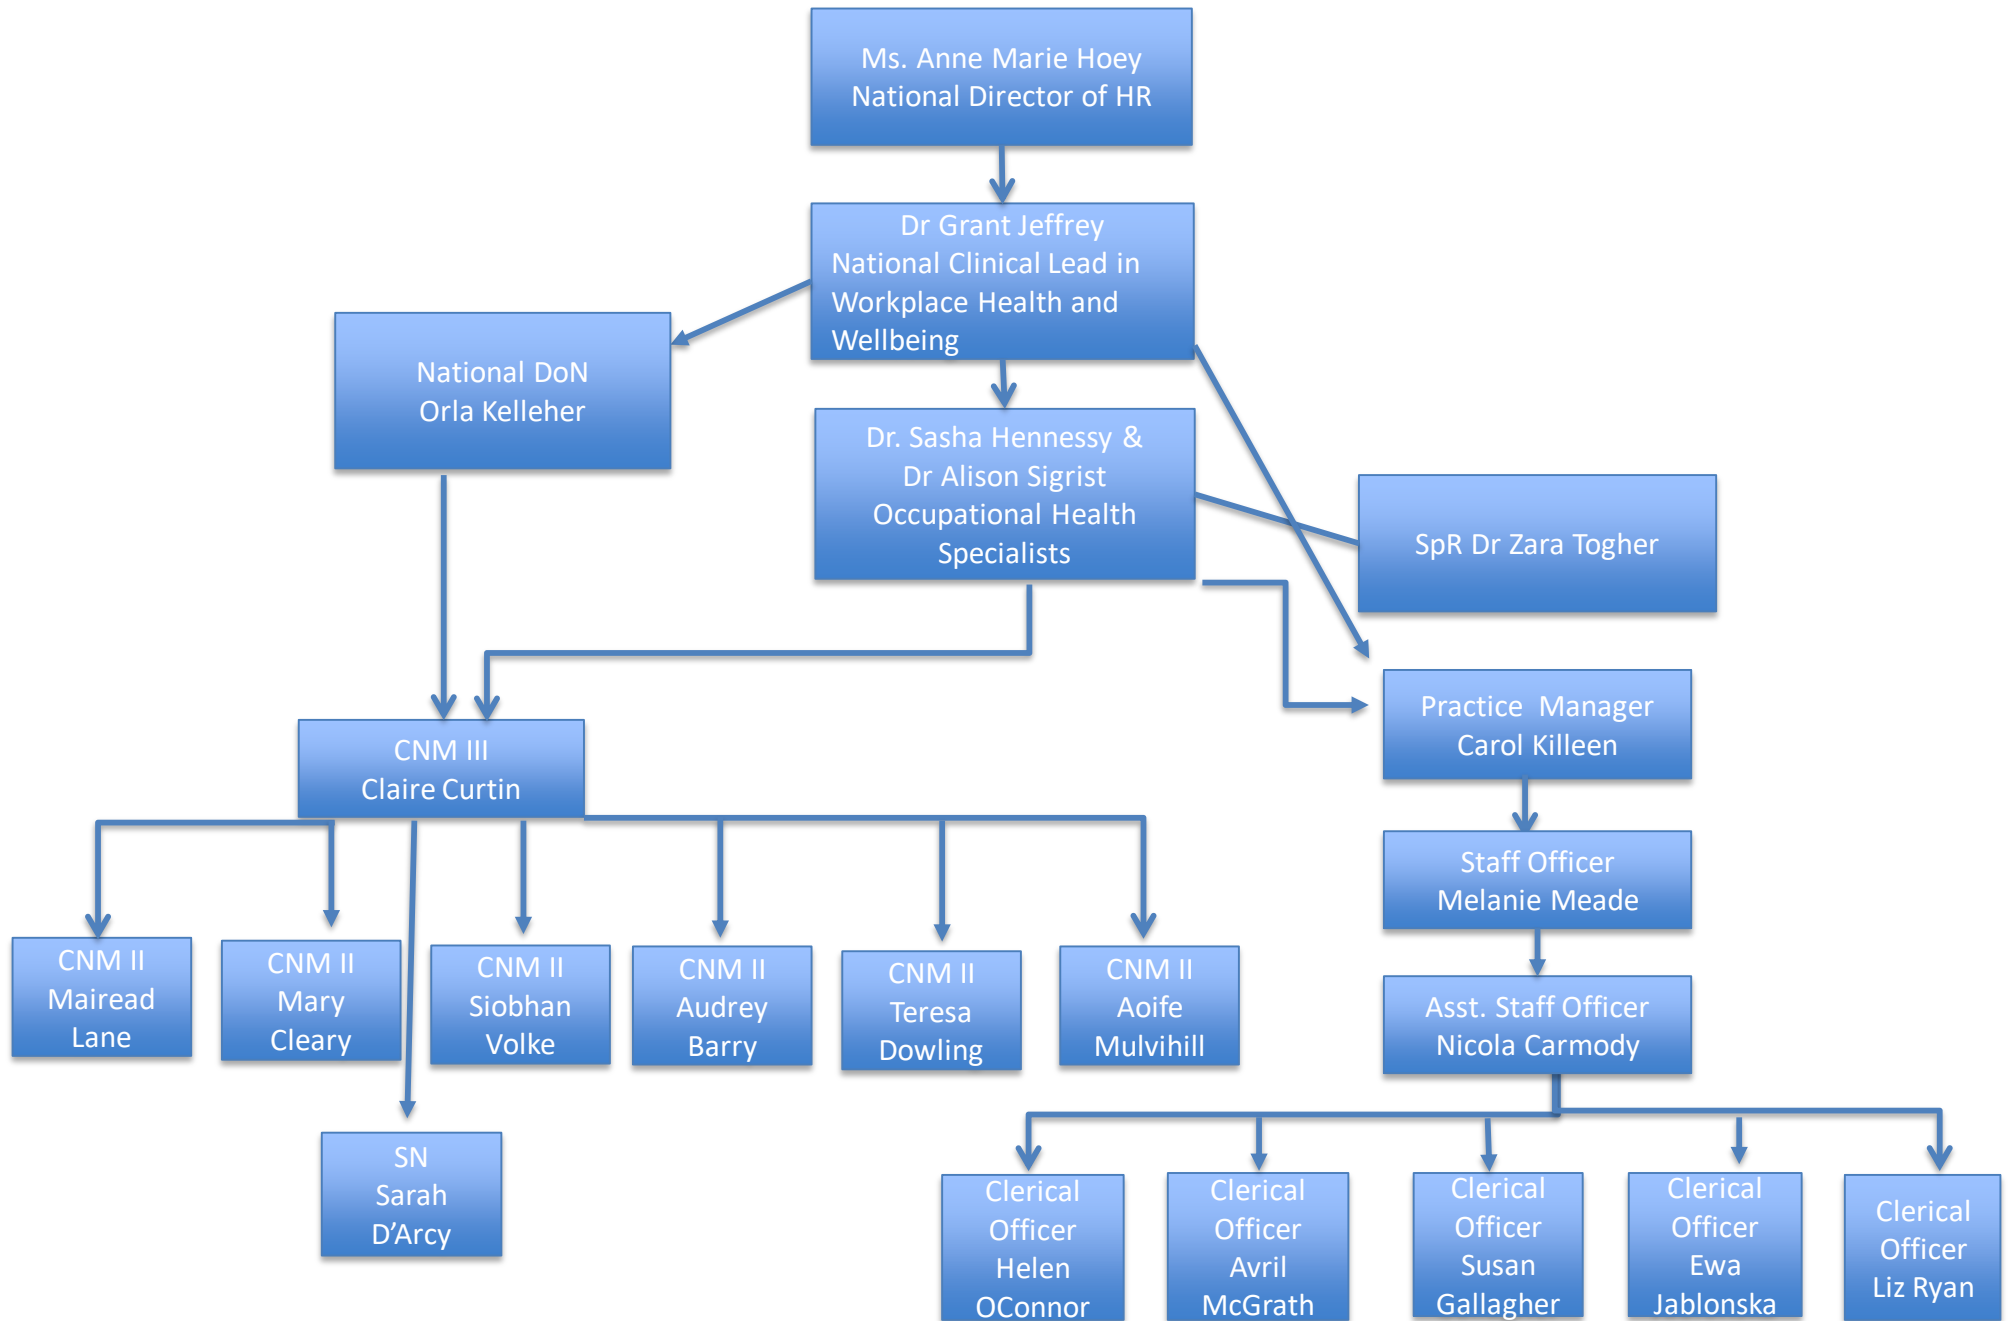 Ms. Anne Marie Hoey
National Director of HR
Dr Grant Jeffrey
National Clinical Lead in
Workplace Health and
Wellbeing
National DoN
Orla Kelleher
Dr. Sasha Hennessy &
Dr Alison Sigrist
Occupational Health
Specialists
SpR Dr Zara Togher
Practice Manager
Carol Killeen
CNM III
Claire Curtin
Staff Officer
Melanie Meade
CNM II
Mairead
Lane
CNM II
Mary
Cleary
CNM II
Siobhan
Volke
CNM II
Audrey
Barry
CNM II
Teresa
Dowling
CNM II
Aoife
Mulvihill
Asst. Staff Officer
Nicola Carmody
SN
Sarah
D’Arcy
Clerical
Officer
Helen
OConnor
Clerical
Officer
Avril
McGrath
Clerical
Officer
Susan
Gallagher
Clerical
Officer
Ewa
Jablonska
Clerical
Officer
Liz Ryan